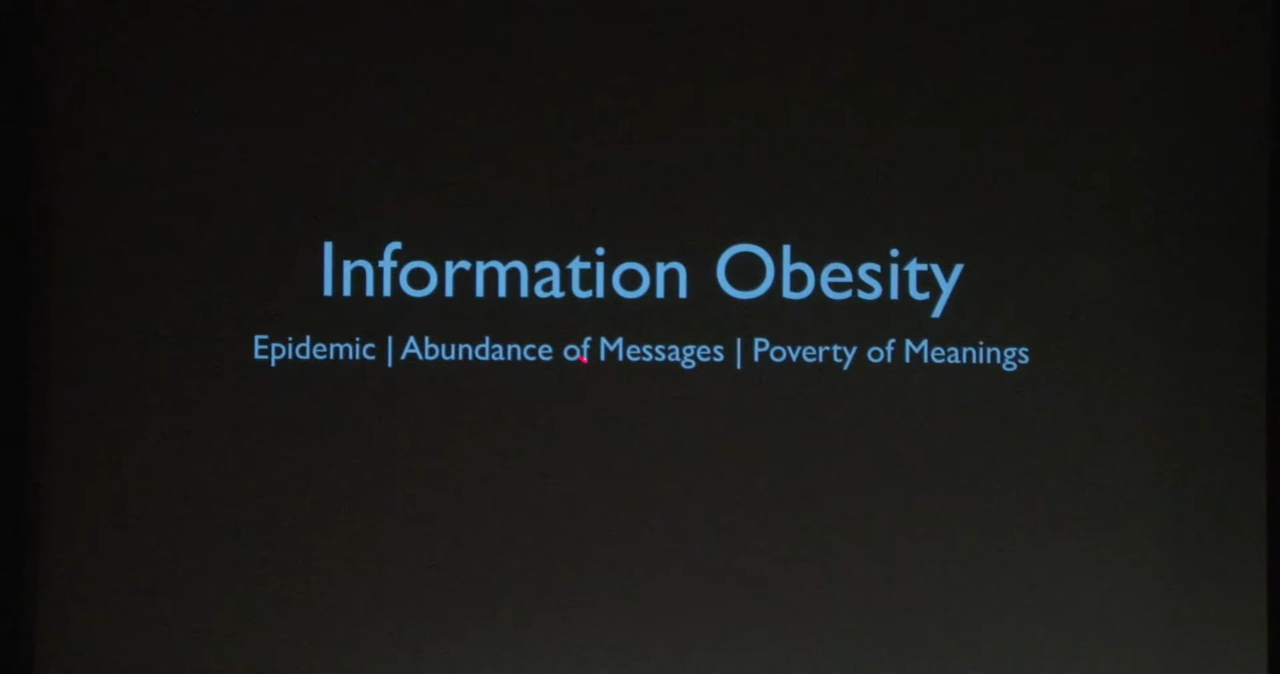 Information Obesity
Epidemic | Abundance of Messages | Poverty of Meanings